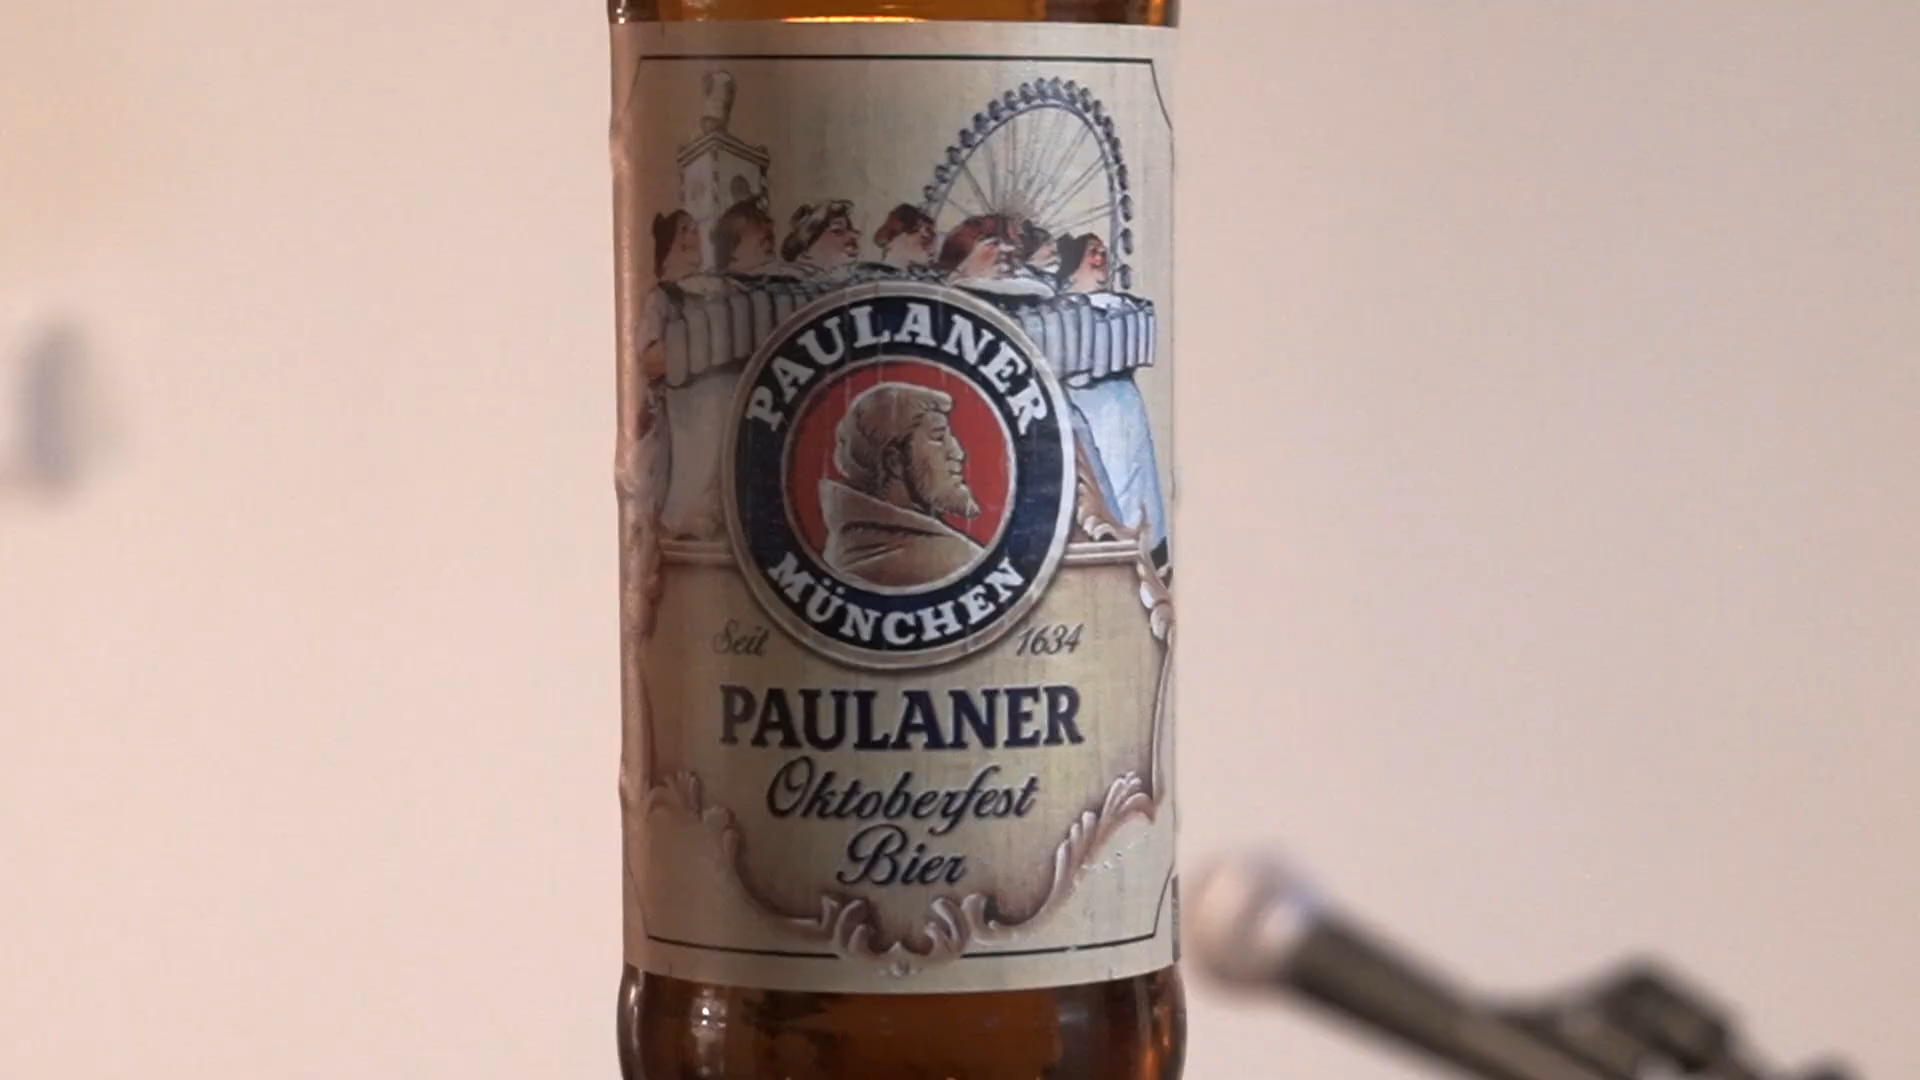 PAULANER
MÜNCHEN
Seit 1634
PAULANER
Oktoberfest
Bier